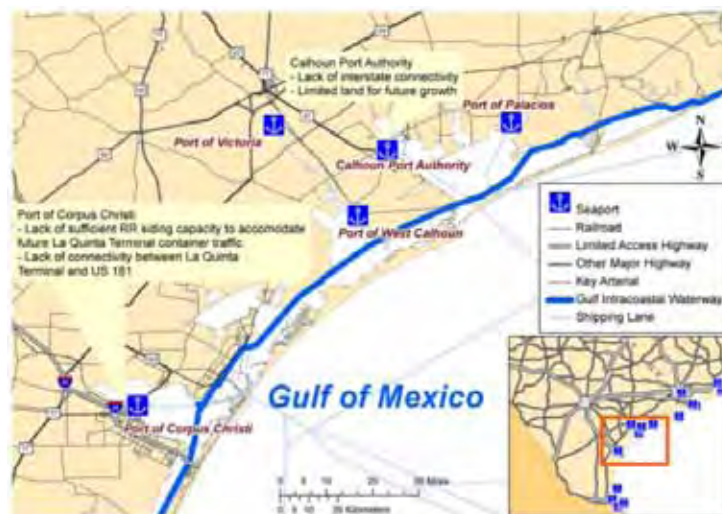 Calhoun Port Authority
- Lack of interstate connectivity
- Limited land for future growth
Port of Palacios
Port of Victoria
Calhoun Port Authority
N
W
E
S
Port of Corpus Christi
- Lack of sufficient RR siding capacity to accomodate
future La Quinta Terminal container traffic
- Lack of connectivity between La Quinta
Terminal and US 181
Port of West Calhoun
Seaport
Railroad
Limited Access Highway
Other Major Highway
Key Arterial
Gulf Intracoastal Waterway
Shipping Lane
Gulf of Mexico
Port of Corpus Christi